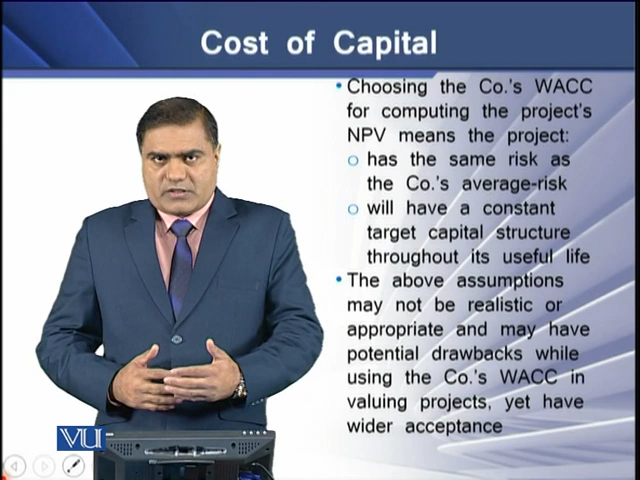 Cost of Capital
• Choosing the Co.'s WACC
for computing the project's
NPV means the project:
o has the same risk as
the Co.'s average-risk
o will have a constant
target capital structure
throughout its useful life
• The above assumptions
may not be realistic or
appropriate and may have
potential drawbacks while
using the Co.'s WACC in
valuing projects, yet have
wider acceptance
VU